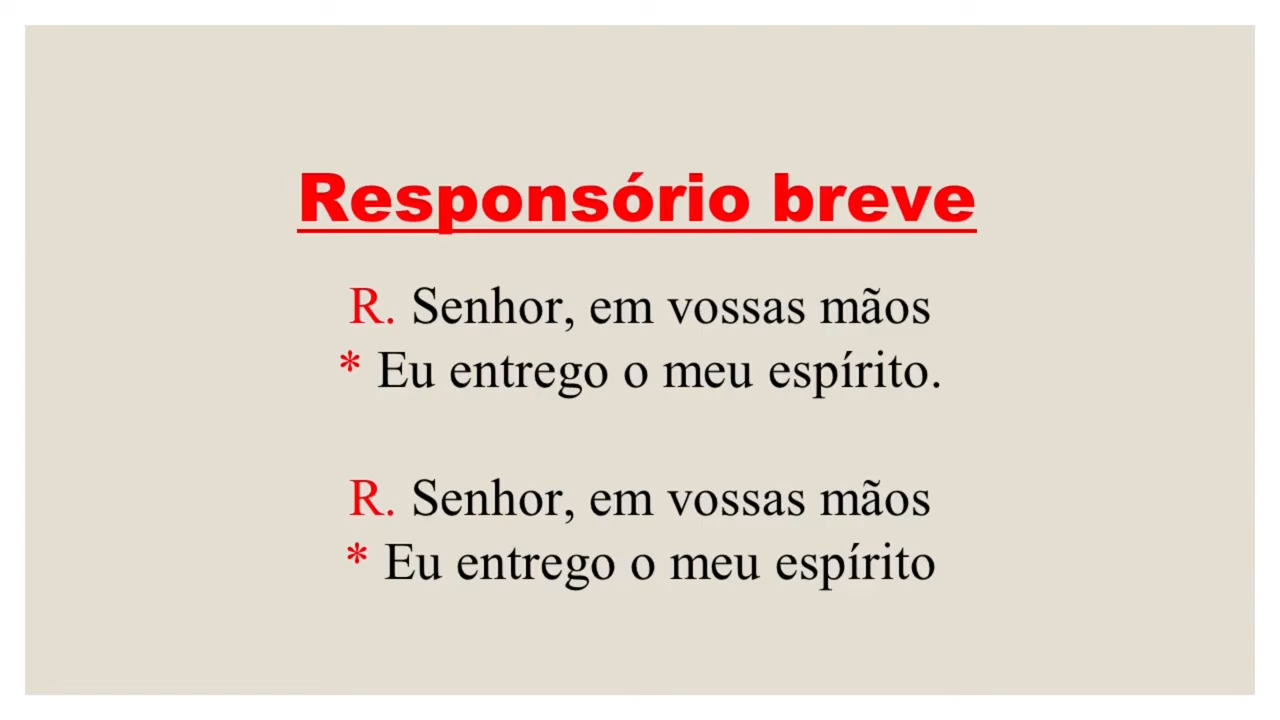 Responsório breve
R. Senhor, em vossas mãos
* Eu entrego o meu espírito.
R. Senhor, em vossas mãos
* Eu entrego o meu espírito